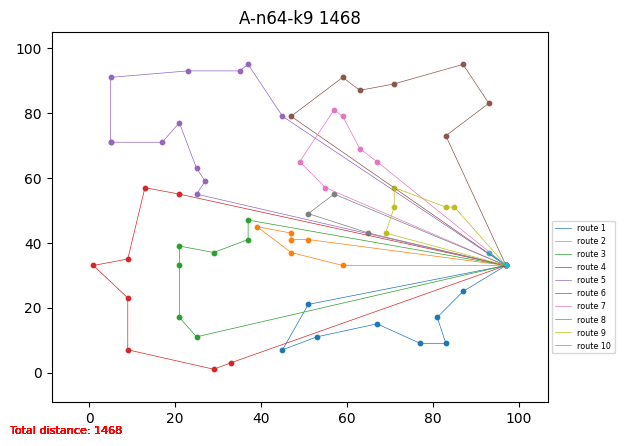 A-n64-k9 1468
100
80
60
40
20
0
0 20 40 60 80 100
route 1
route 2
route 3
route 4
route 5
route 6
route 7
route 8
route 9
route 10
Total distance: 1468